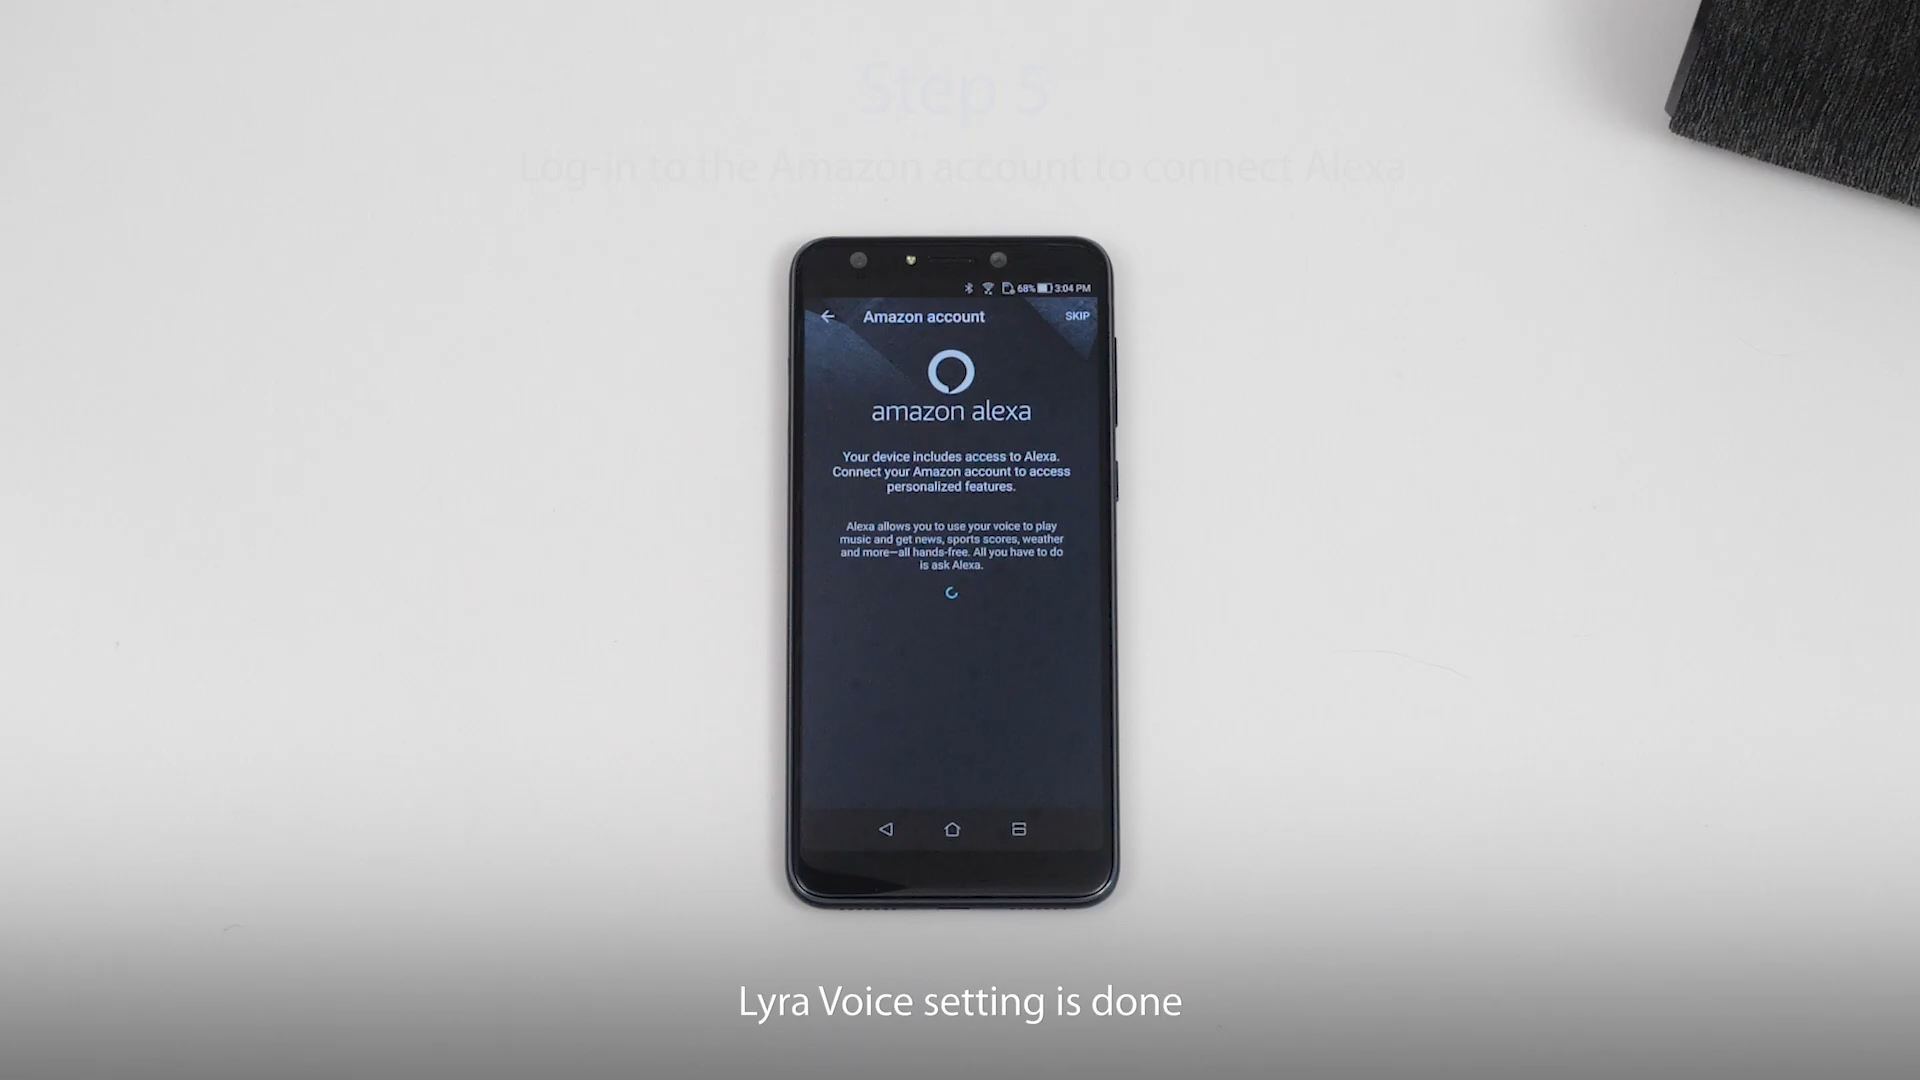 Step 5
Log-in to the Amazon account to connect Alexa
68% 3:04 PM
Amazon account
SKIP
amazon alexa
Your device includes access to Alexa.
Connect your Amazon account to access
personalized features.
Alexa allows you to use your voice to play
music and get news, sports scores, weather
and more—all hands-free. All you have to do
is ask Alexa.
Lyra Voice setting is done